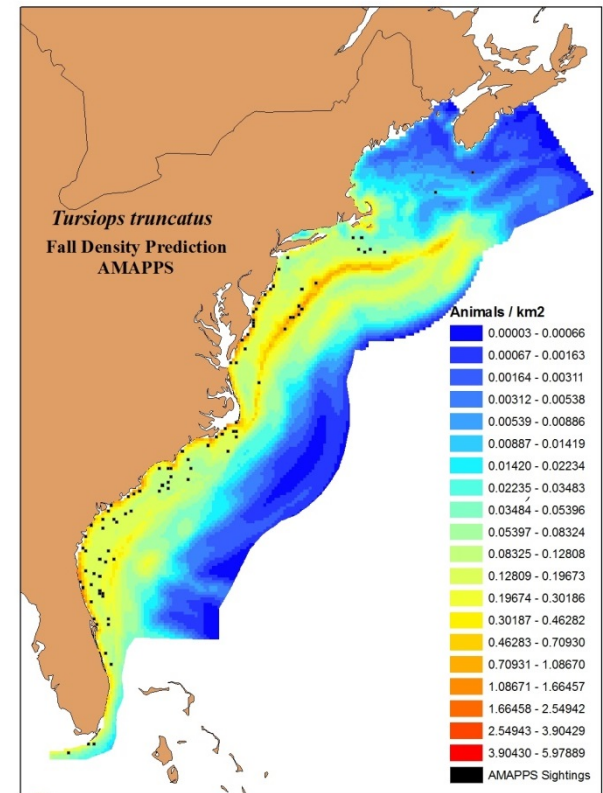 Tursiops truncatus
Fall Density Prediction
AMAPPS
Animals / km2
0.00003 - 0.00066
0.00067 - 0.00163
0.00164 - 0.00311
0.00312 - 0.00538
0.00539 - 0.00886
0.00887 - 0.01419
0.01420 - 0.02234
0.02235 - 0.03483
0.03484 - 0.05396
0.05397 - 0.08324
0.08325 - 0.12808
0.12809 - 0.19673
0.19674 - 0.30186
0.30187 - 0.46282
0.46283 - 0.70930
0.70931 - 1.08670
1.08671 - 1.66457
1.66458 - 2.54942
2.54943 - 3.90429
3.90430 - 5.97889
AMAPPS Sightings